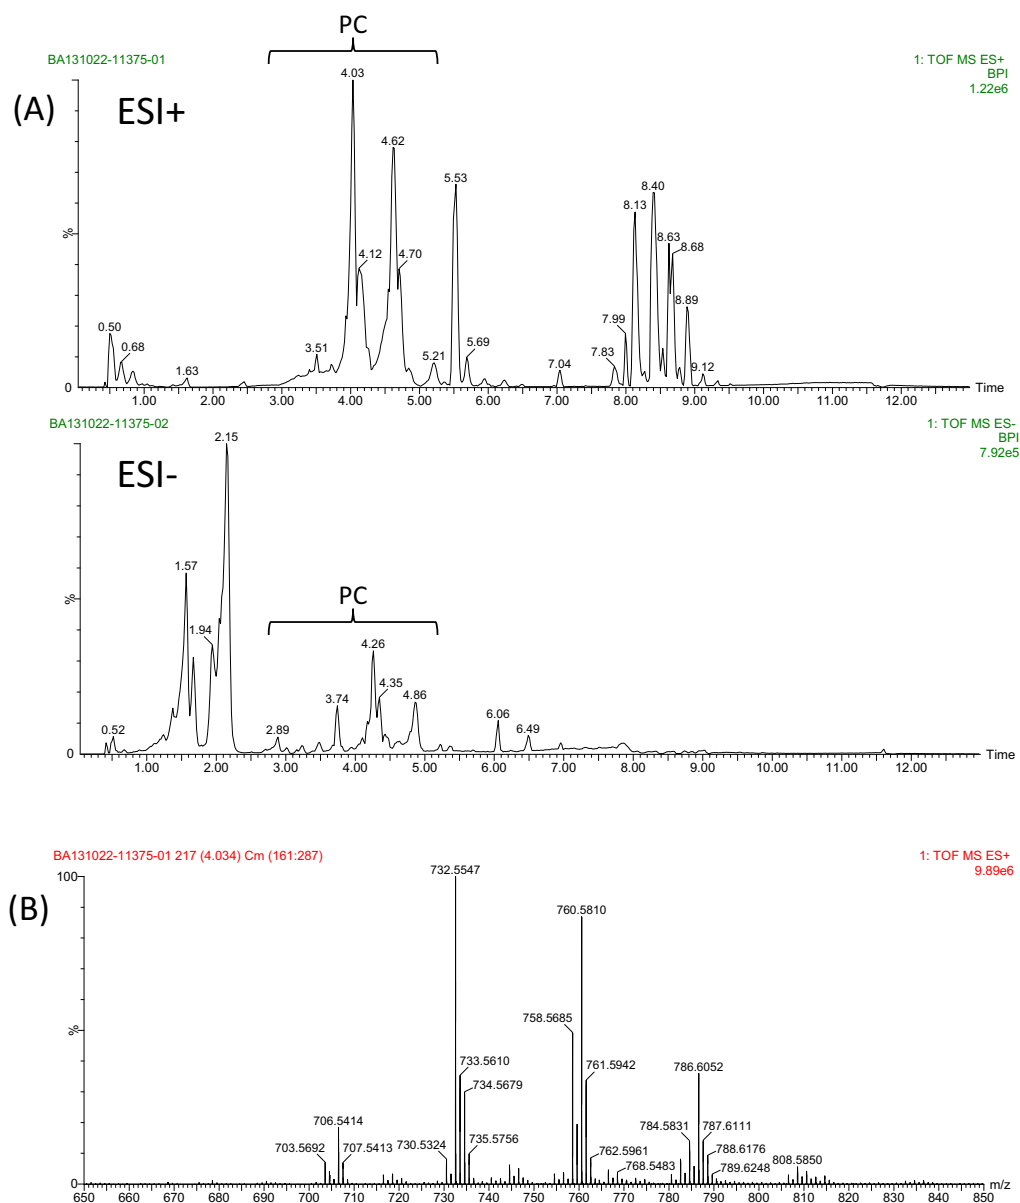 PC
BA131022-11375-01
1: TOF MS ES+
BPI
1.22e6
(A)
ESI+
4.03
4.62
5.53
8.40
8.13
8.63
8.68
4.12
4.70
8.89
0.50
0.68
7.99
3.51
7.83
5.21
5.69
7.04
9.12
1.63
%
0
Time
1.00 2.00 3.00 4.00 5.00 6.00 7.00 8.00 9.00 10.00 11.00 12.00
BA131022-11375-02
1: TOF MS ES-
BPI
7.92e5
2.15
ESI-
1.57
PC
%
1.94
4.26
4.35
4.86
3.74
6.06
6.49
0.52
2.89
0
Time
1.00 2.00 3.00 4.00 5.00 6.00 7.00 8.00 9.00 10.00 11.00 12.00
BA131022-11375-01 217 (4.034) Cm (161:287)
1: TOF MS ES+
9.89e6
(B)
100
732.5547
760.5810
758.5685
%
733.5610
734.5679
761.5942
786.6052
706.5414
784.5831
787.6111
703.5692
707.5413
730.5324
735.5756
762.5961
768.5483
788.6176
789.6248
808.5850
0
m/z
650 660 670 680 690 700 710 720 730 740 750 760 770 780 790 800 810 820 830 840 850